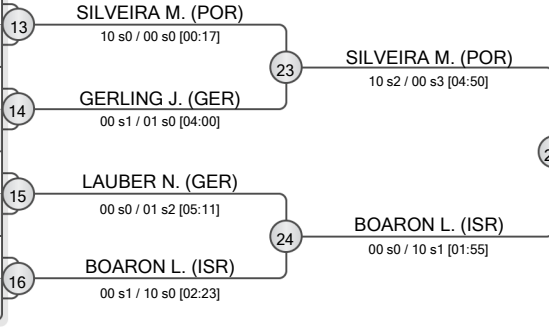 13
SILVEIRA M. (POR)
10 s0 / 00 s0 [00:17]
23
SILVEIRA M. (POR)
10 s2 / 00 s3 [04:50]
14
GERLING J. (GER)
00 s1 / 01 s0 [04:00]
15
LAUBER N. (GER)
00 s0 / 01 s2 [05:11]
24
BOARON L. (ISR)
00 s0 / 10 s1 [01:55]
16
BOARON L. (ISR)
00 s1 / 10 s0 [02:23]